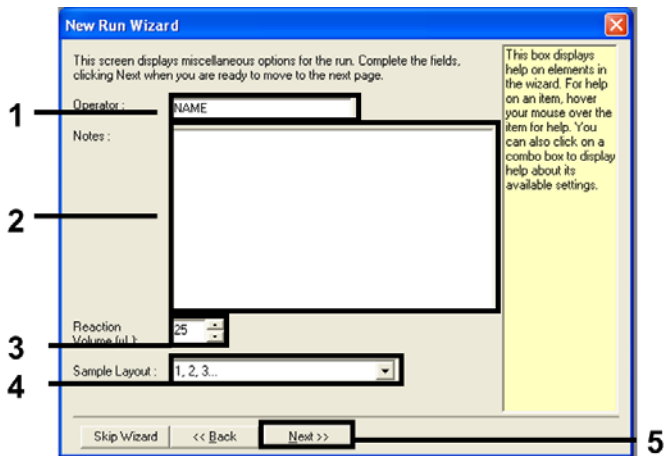 New Run Wizard
This screen displays miscellaneous options for the run. Complete the fields,
clicking Next when you are ready to move to the next page.
This box displays
help on elements in
the wizard. For help
on an item, hover
your mouse over the
item for help. You
can also click on a
combo box to display
help about its
available settings.
1
Operator :
NAME
Notes :
2
Reaction
Volume (µL):
25
3
Sample Layout :
1, 2, 3...
4
Skip Wizard
<< Back
Next >>
5